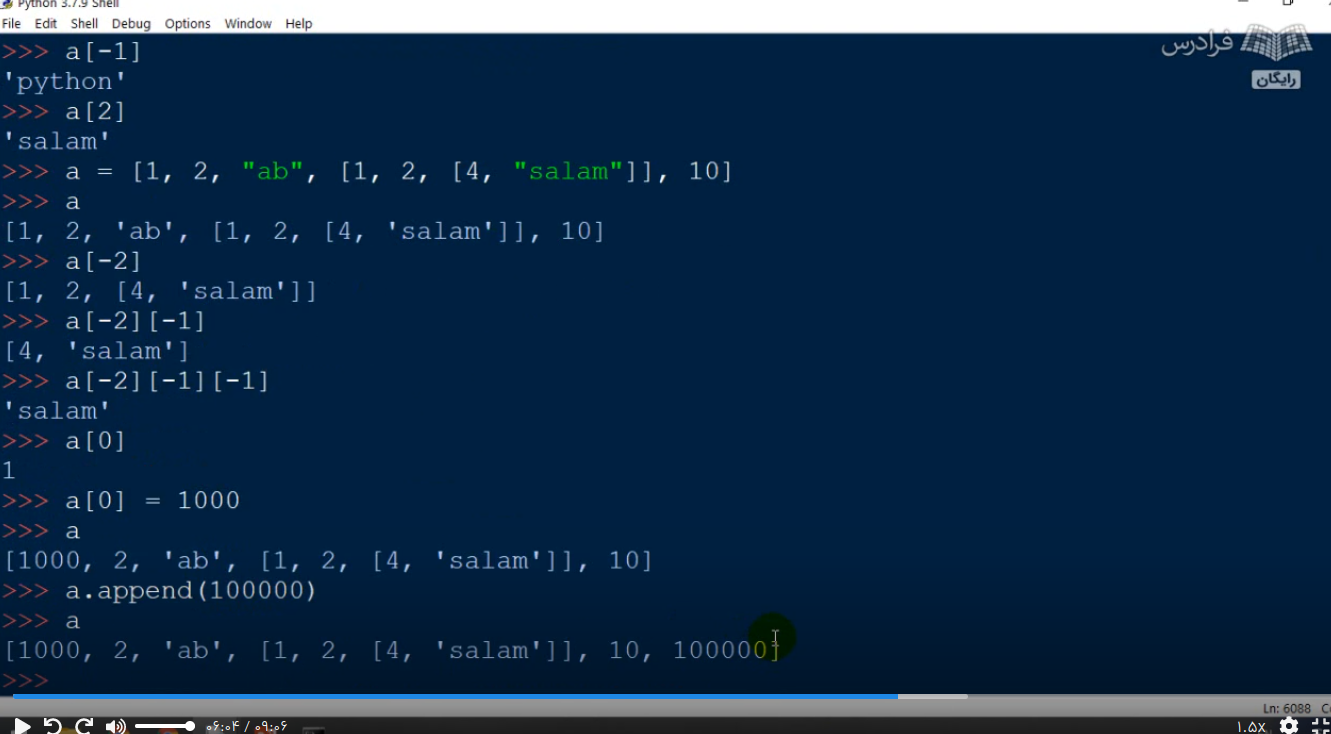 Python 3.7.9 Shell
File Edit Shell Debug Options Window Help
فرادرس
رایگان
>>> a[-1]
'python'
>>> a[2]
'salam'
>>> a = [1, 2, "ab", [1, 2, [4, "salam"]], 10]
>>> a
[1, 2, 'ab', [1, 2, [4, 'salam']], 10]
>>> a[-2]
[1, 2, [4, 'salam']]
>>> a[-2][-1]
[4, 'salam']
>>> a[-2][-1][-1]
'salam'
>>> a[0]
1
>>> a[0] = 1000
>>> a
[1000, 2, 'ab', [1, 2, [4, 'salam']], 10]
>>> a.append(100000)
>>> a
[1000, 2, 'ab', [1, 2, [4, 'salam']], 10, 100000]
>>>
Ln: 6088 C
۰۶:۰۴ / ۰۹:۰۶
۱.۵X